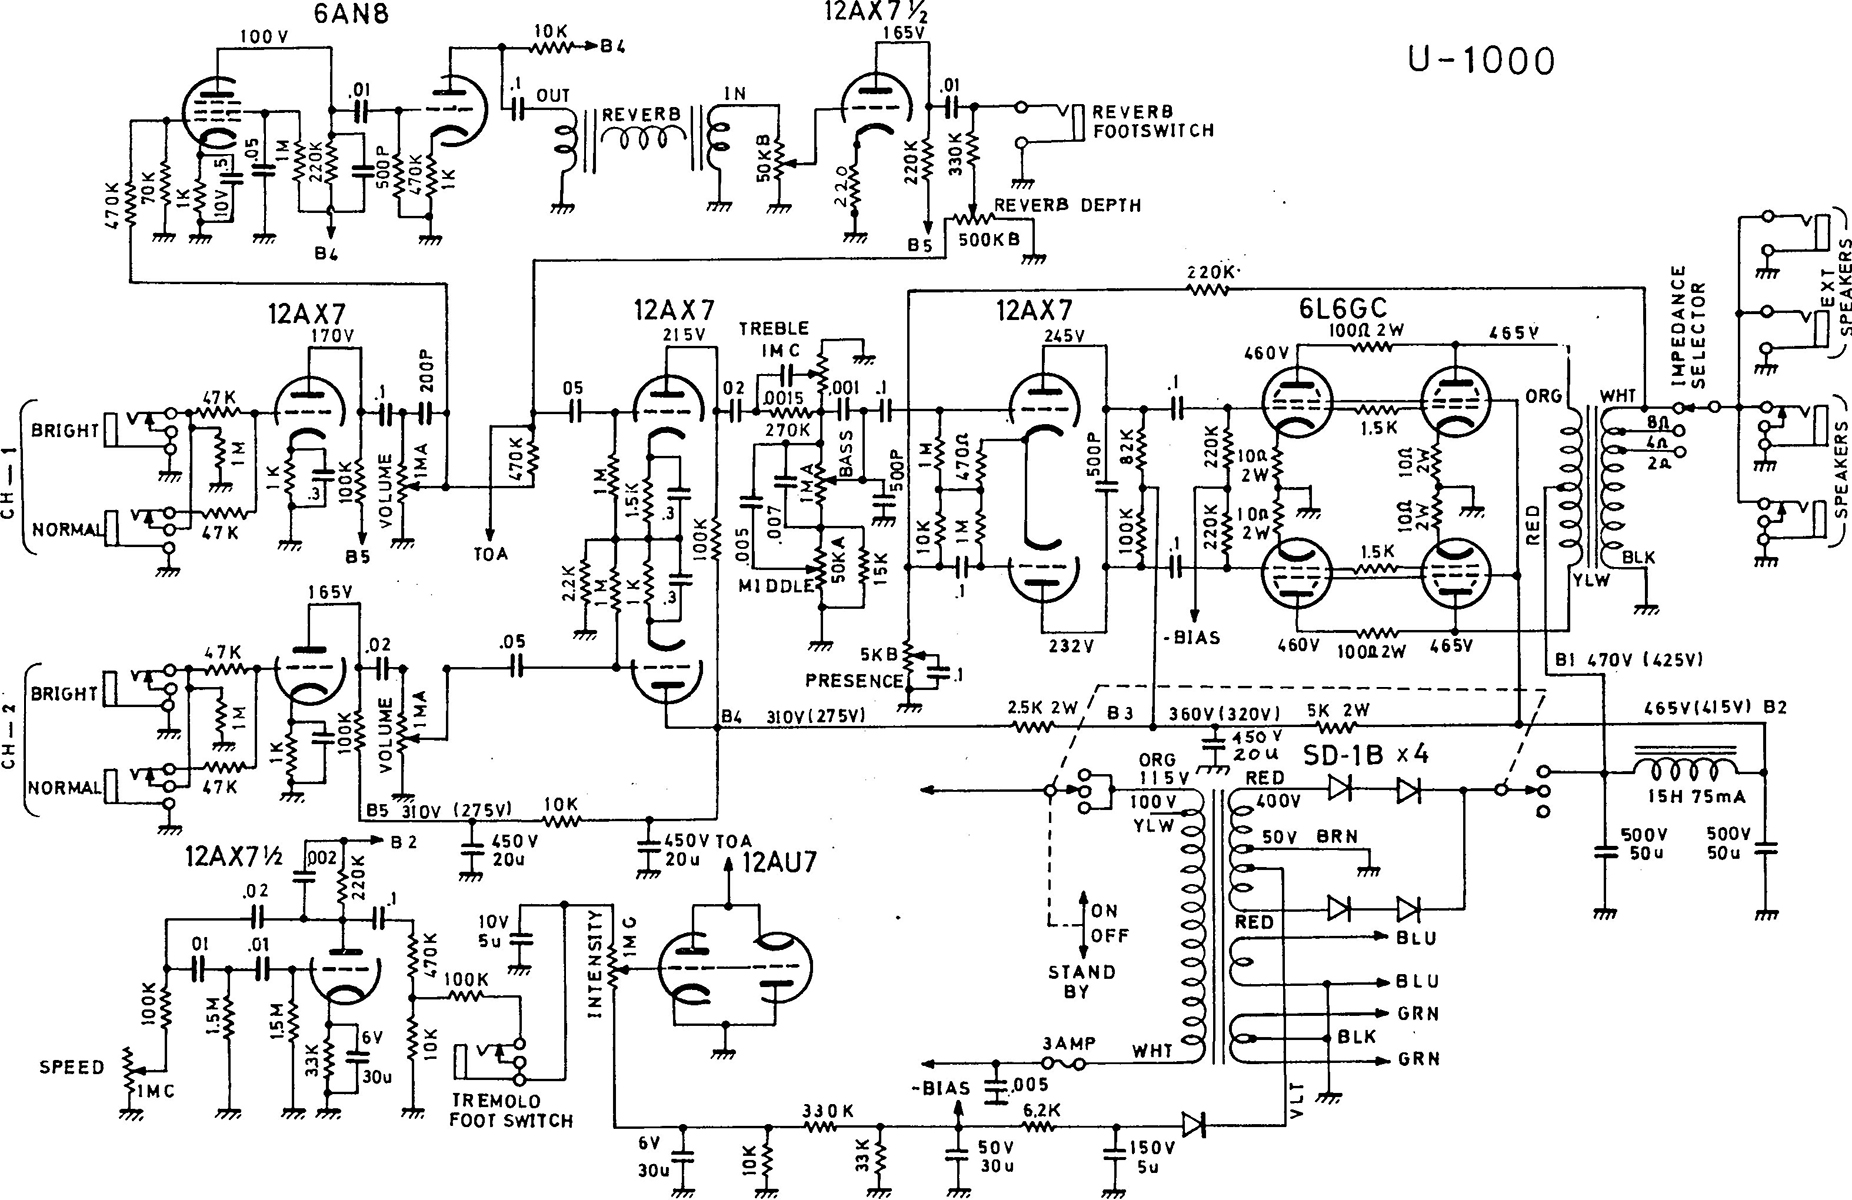 6AN8
12AX7½
U-1000
100V
10K
B4
165V
.01
.1
OUT
REVERB
IN
.01
REVERB
FOOTSWITCH
470K
70K
1K
.5
10V
.05
1M
220K
500P
470K
1K
50KB
220
220K
330K
B4
B5
REVERB DEPTH
500KB
220K
12AX7
170V
12AX7
215V
TREBLE
1MC
12AX7
245V
6L6GC
100Ω 2W
460V
465V
IMPEDANCE
SELECTOR
EXT
SPEAKERS
CH-1
BRIGHT
47K
1M
NORMAL
47K
1K
.3
100K
B5
.1
200P
VOLUME
1MA
TOA
470K
05
1M
1.5K
.3
100K
02
.0015
270K
.001
.1
BASS
1MA
500P
.005
.007
MIDDLE
50KA
15K
1M
470Ω
10K
1M
.1
500P
82K
100K
.1
.1
220K
220K
-BIAS
10Ω
2W
10Ω
2W
1.5K
1.5K
10Ω
2W
10Ω
2W
ORG
WHT
8Ω
4Ω
2Ω
RED
BLK
YLW
SPEAKERS
2.2K
1M
1K
.3
232V
460V
100Ω2W
465V
5KB
PRESENCE
.1
CH-2
BRIGHT
47K
1M
NORMAL
47K
165V
1K
100K
.02
VOLUME
1MA
.05
B4
310V (275V)
2.5K 2W
B3
360V (320V)
5K 2W
B1 470V (425V)
465V(415V) B2
450V
20u
SD-1B x4
B5 310V (275V)
10K
450V
20u
450V
20u
TOA
ORG
115V
100V
YLW
RED
400V
50V
BRN
RED
15H 75mA
500V
50u
500V
50u
12AX7½
.002
B2
220K
.02
.1
01
.01
100K
1.5M
1.5M
SPEED
1MC
3.3K
6V
30u
470K
100K
10K
TREMOLO
FOOT SWITCH
10V
5u
INTENSITY
1MC
12AU7
ON
OFF
STAND
BY
BLU
BLU
GRN
BLK
GRN
VLT
3AMP
WHT
-BIAS
.005
6V
30u
10K
330K
33K
50V
30u
6.2K
150V
5u